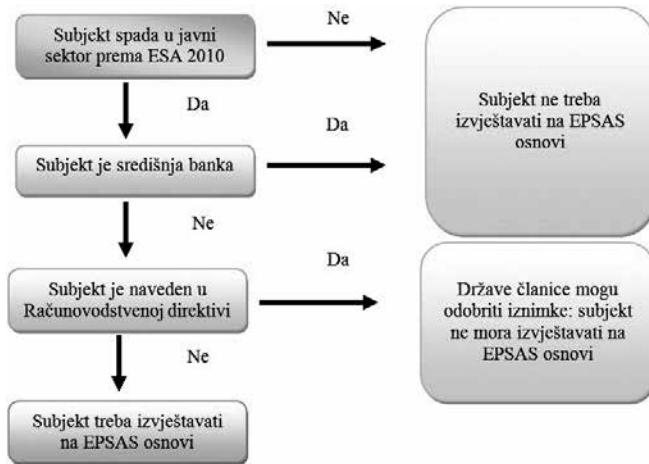 Subjekt spada u javni
sektor prema ESA 2010
Ne
Subjekt ne treba
izvještavati na EPSAS
osnovi
Da
Subjekt je središnja banka
Da
Ne
Subjekt je naveden u
Računovodstvenoj direktivi
Da
Države članice mogu
odobriti iznimke: subjekt
ne mora izvještavati na
EPSAS osnovi
Ne
Subjekt treba izvještavati
na EPSAS osnovi